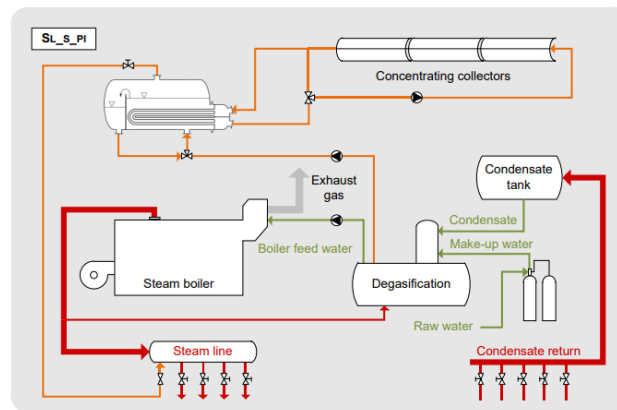 SL_S_PI
Concentrating collectors
Exhaust
gas
Condensate
tank
Condensate
Boiler feed water
Make-up water
Steam boiler
Degasification
Raw water
Steam line
Condensate return